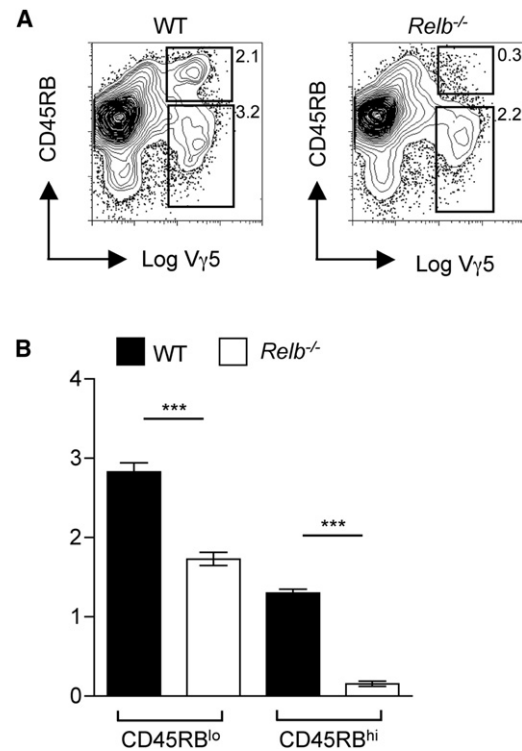 A
WT
Relb-/-
2.1
3.2
0.3
2.2
CD45RB
CD45RB
Log Vγ5
Log Vγ5
B
WT Relb-/-
4
3
2
1
0
***
***
CD45RBlo CD45RBhi